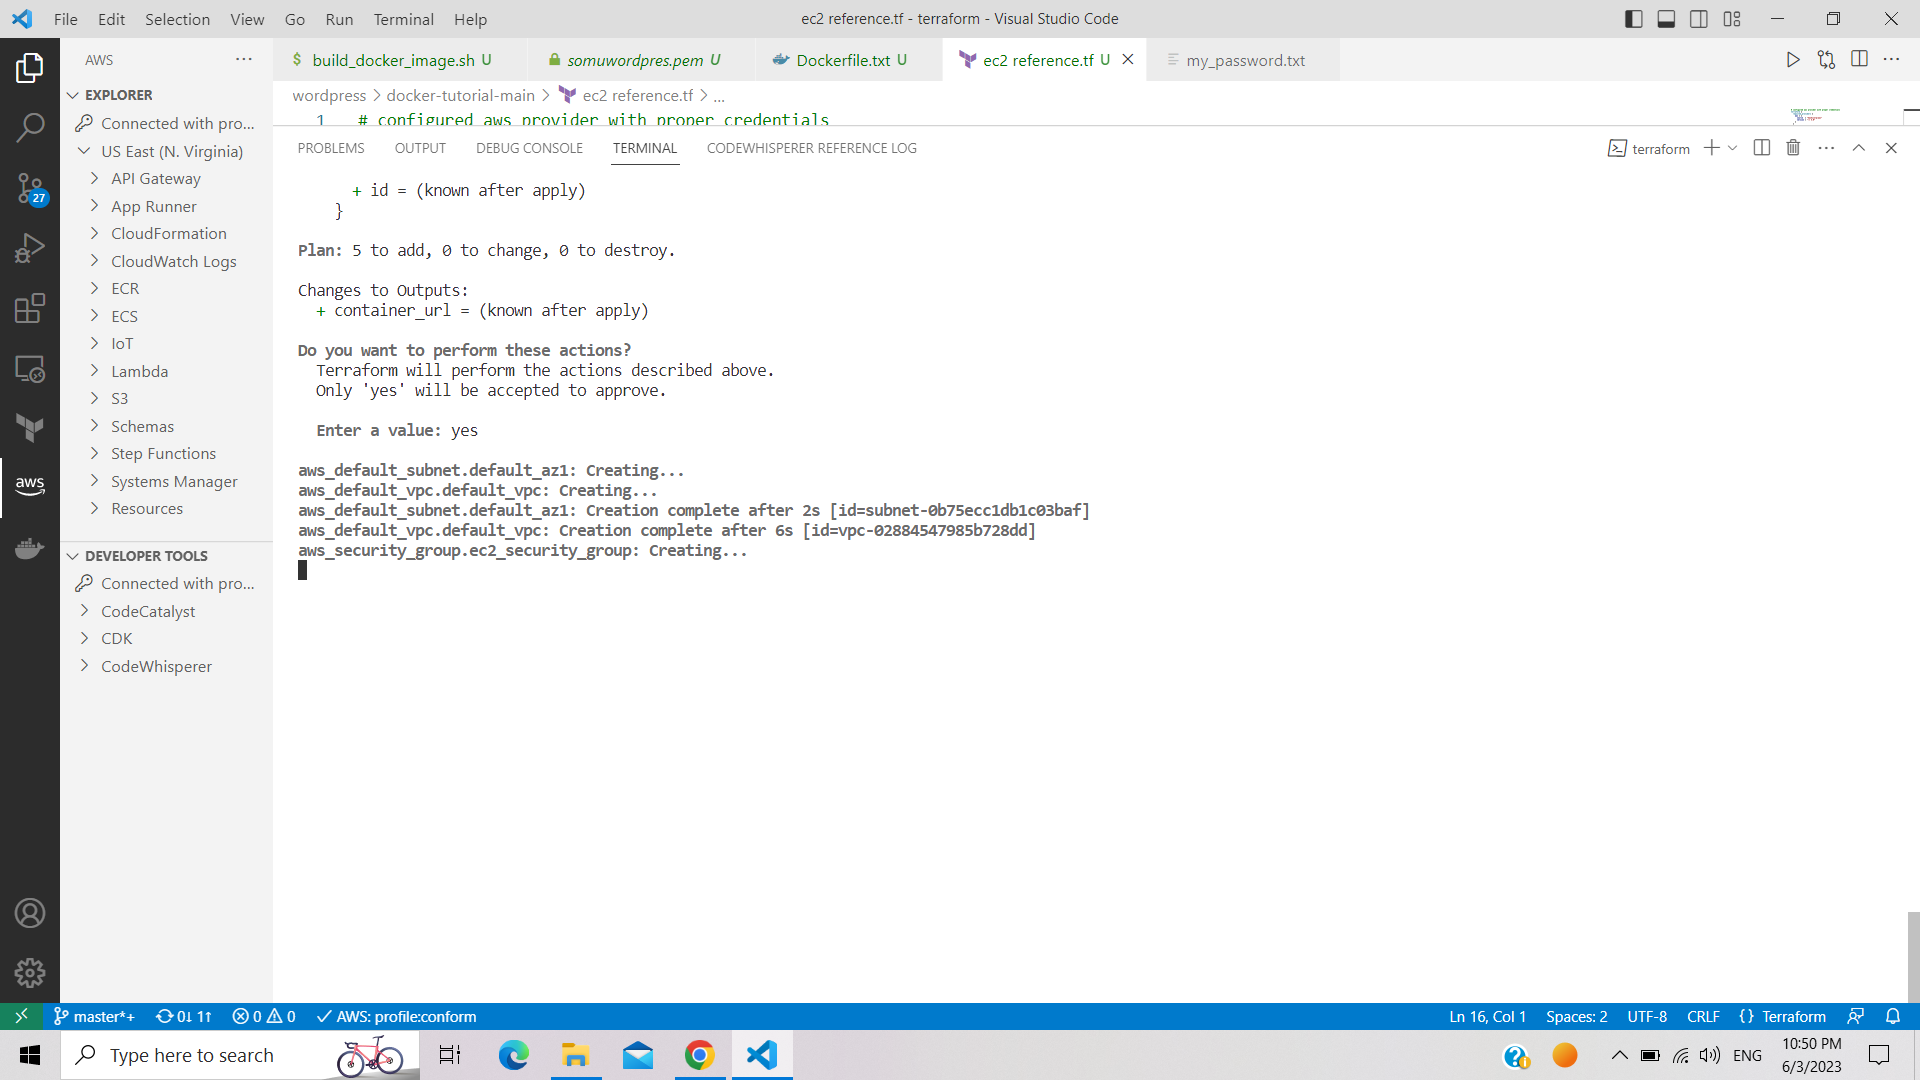 File Edit Selection View Go Run Terminal Help
ec2 reference.tf - terraform - Visual Studio Code
AWS
$ build_docker_image.sh U
somuwordpres.pem U
Dockerfile.txt U
ec2 reference.tf U
my_password.txt
wordpress > docker-tutorial-main > ec2 reference.tf > ...
1 # configured aws provider with proper credentials
EXPLORER
Connected with pro...
US East (N. Virginia)
API Gateway
App Runner
CloudFormation
CloudWatch Logs
ECR
ECS
IoT
Lambda
S3
Schemas
Step Functions
Systems Manager
Resources
DEVELOPER TOOLS
Connected with pro...
CodeCatalyst
CDK
CodeWhisperer
27
aws
PROBLEMS OUTPUT DEBUG CONSOLE TERMINAL CODEWHISPERER REFERENCE LOG
terraform
+ id = (known after apply)
}
Plan: 5 to add, 0 to change, 0 to destroy.
Changes to Outputs:
+ container_url = (known after apply)
Do you want to perform these actions?
Terraform will perform the actions described above.
Only 'yes' will be accepted to approve.
Enter a value: yes
aws_default_subnet.default_az1: Creating...
aws_default_vpc.default_vpc: Creating...
aws_default_subnet.default_az1: Creation complete after 2s [id=subnet-0b75ecc1db1c03baf]
aws_default_vpc.default_vpc: Creation complete after 6s [id=vpc-02884547985b728dd]
aws_security_group.ec2_security_group: Creating...
master*+ 0↓ 1↑ 0 0 AWS: profile:conform
Ln 16, Col 1 Spaces: 2 UTF-8 CRLF {} Terraform
Type here to search
ENG
10:50 PM
6/3/2023